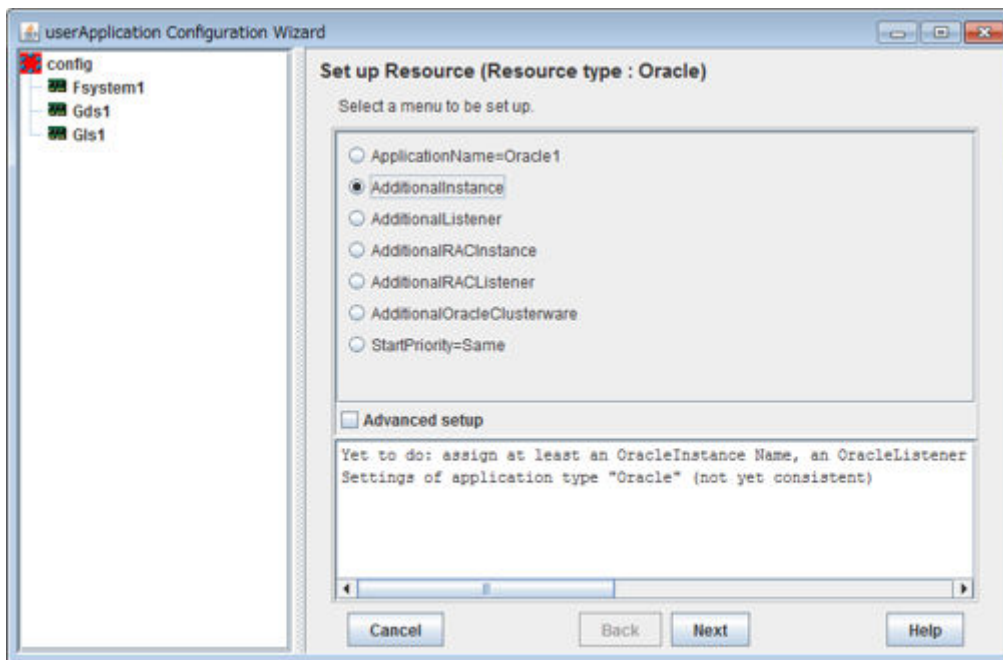 userApplication Configuration Wizard
config
Fsystem1
Gds1
Gls1
Set up Resource (Resource type : Oracle)
Select a menu to be set up.
ApplicationName=Oracle1
AdditionalInstance
AdditionalListener
AdditionalRACInstance
AdditionalRACListener
AdditionalOracleClusterware
StartPriority=Same
Advanced setup
Yet to do: assign at least an OracleInstance Name, an OracleListener
Settings of application type "Oracle" (not yet consistent)
Cancel
Back
Next
Help